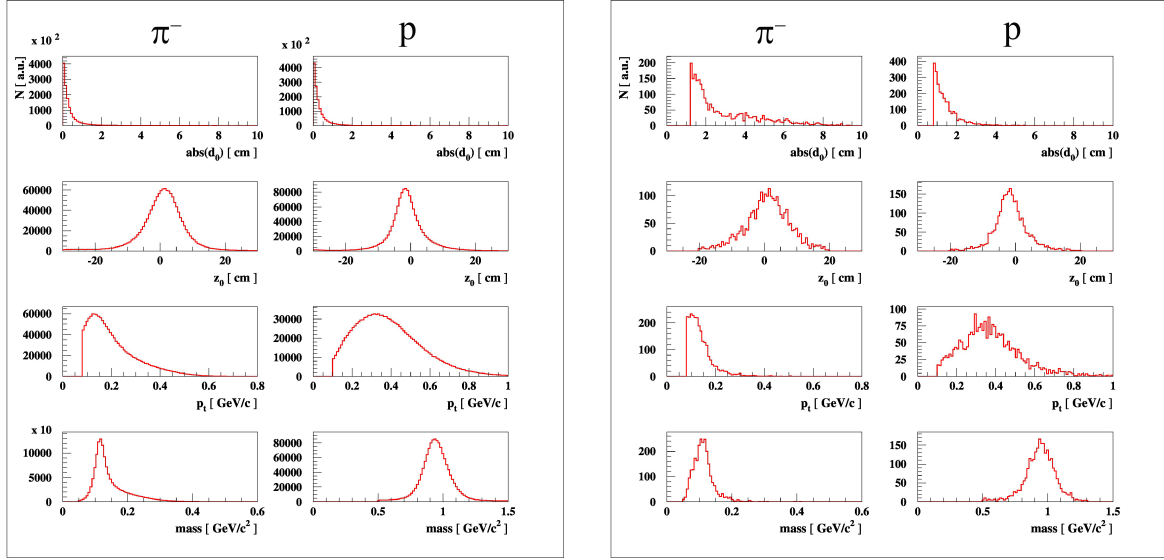 π⁻ p
x 10² x 10²
N [ a.u.]
4000 3000 2000 1000 0
4000 3000 2000 1000 0
0 2 4 6 8 10
0 2 4 6 8 10
abs(d₀) [ cm ] abs(d₀) [ cm ]
60000 40000 20000 0
80000 60000 40000 20000 0
-20 0 20
-20 0 20
z₀ [ cm ] z₀ [ cm ]
60000 40000 20000 0
40000 30000 20000 10000 0
0 0.2 0.4 0.6 0.8
0 0.2 0.4 0.6 0.8 1
pₜ [ GeV/c ] pₜ [ GeV/c ]
x 10
10000 5000 0
80000 60000 40000 20000 0
0 0.2 0.4 0.6
0 0.5 1 1.5
mass [ GeV/c² ] mass [ GeV/c² ]
π⁻ p
N [ a.u.]
200 150 100 50 0
400 300 200 100 0
0 2 4 6 8 10
0 2 4 6 8 10
abs(d₀) [ cm ] abs(d₀) [ cm ]
100 50 0
150 100 50 0
-20 0 20
-20 0 20
z₀ [ cm ] z₀ [ cm ]
200 100 0
100 75 50 25 0
0 0.2 0.4 0.6 0.8
0 0.2 0.4 0.6 0.8 1
pₜ [ GeV/c ] pₜ [ GeV/c ]
200 100 0
150 100 50 0
0 0.2 0.4 0.6
0 0.5 1 1.5
mass [ GeV/c² ] mass [ GeV/c² ]